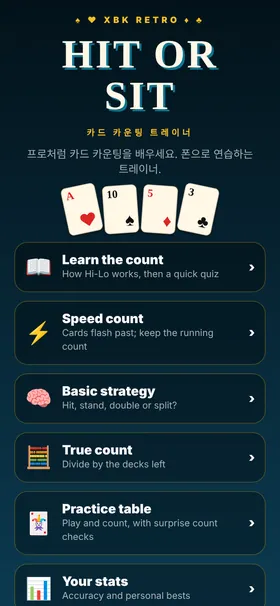 ♠ ♥ XBK RETRO ♦ ♣
HIT OR
SIT
카드 카운팅 트레이너
프로처럼 카드 카운팅을 배우세요. 폰으로 연습하는
트레이너.
A 10 5 3
Learn the count
How Hi-Lo works, then a quick quiz
Speed count
Cards flash past; keep the running
count
Basic strategy
Hit, stand, double or split?
True count
Divide by the decks left
Practice table
Play and count, with surprise count
checks
Your stats
Accuracy and personal bests